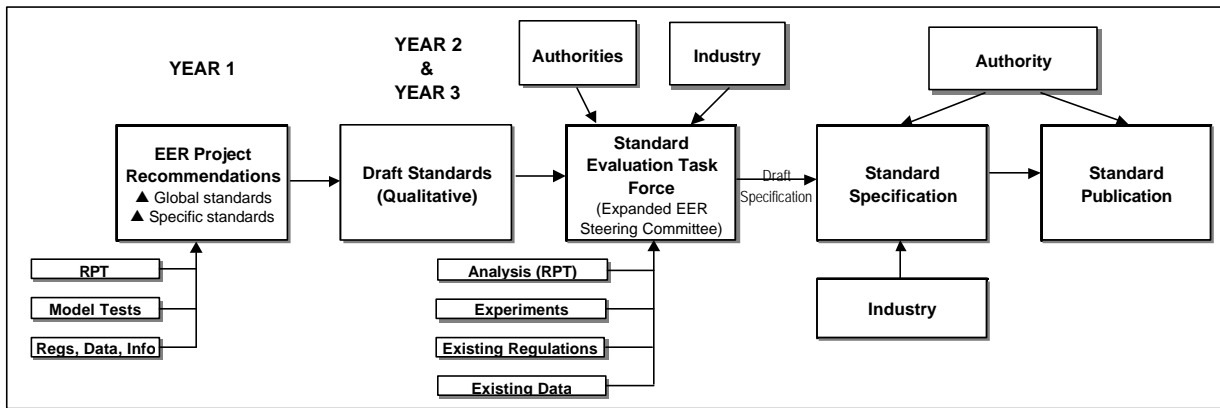 YEAR 1
YEAR 2
&
YEAR 3
Authorities
Industry
Authority
EER Project
Recommendations
▲ Global standards
▲ Specific standards
Draft Standards
(Qualitative)
Standard
Evaluation Task
Force
(Expanded EER
Steering Committee)
Draft
Specification
Standard
Specification
Standard
Publication
RPT
Model Tests
Regs, Data, Info
Analysis (RPT)
Experiments
Existing Regulations
Existing Data
Industry